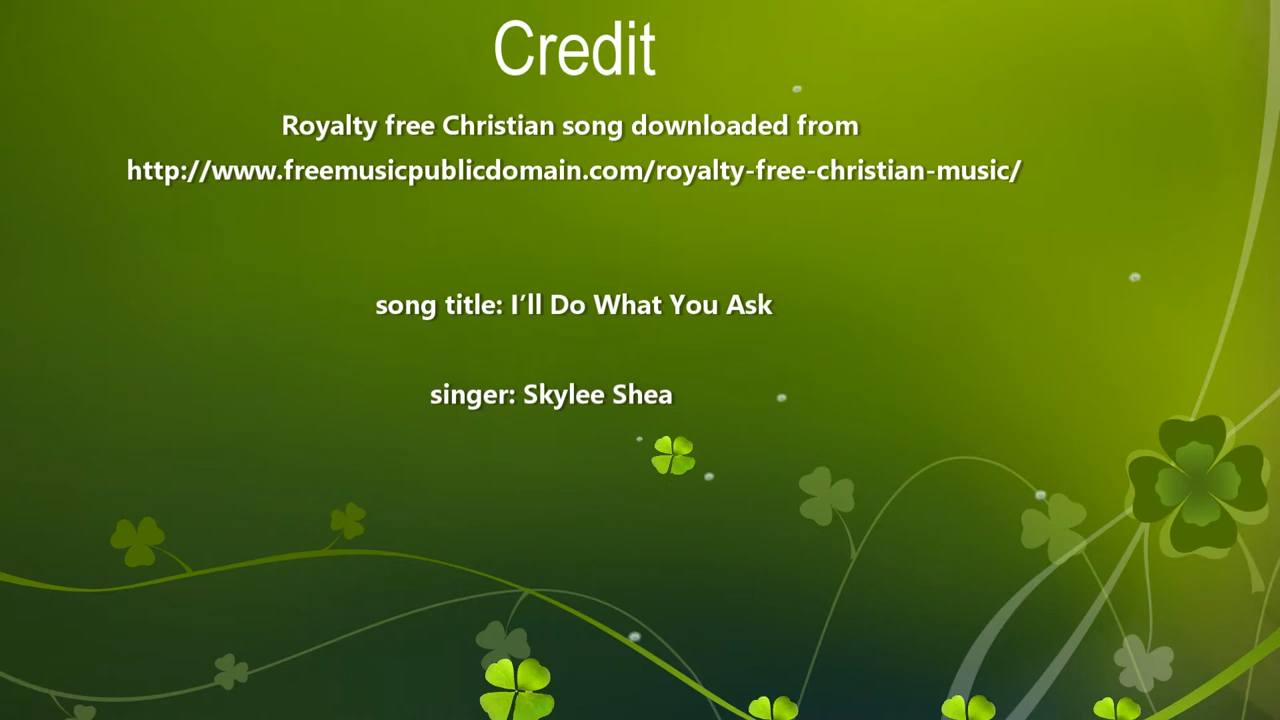 Credit
Royalty free Christian song downloaded from
http://www.freemusicpublicdomain.com/royalty-free-christian-music/
song title: I’ll Do What You Ask
singer: Skylee Shea